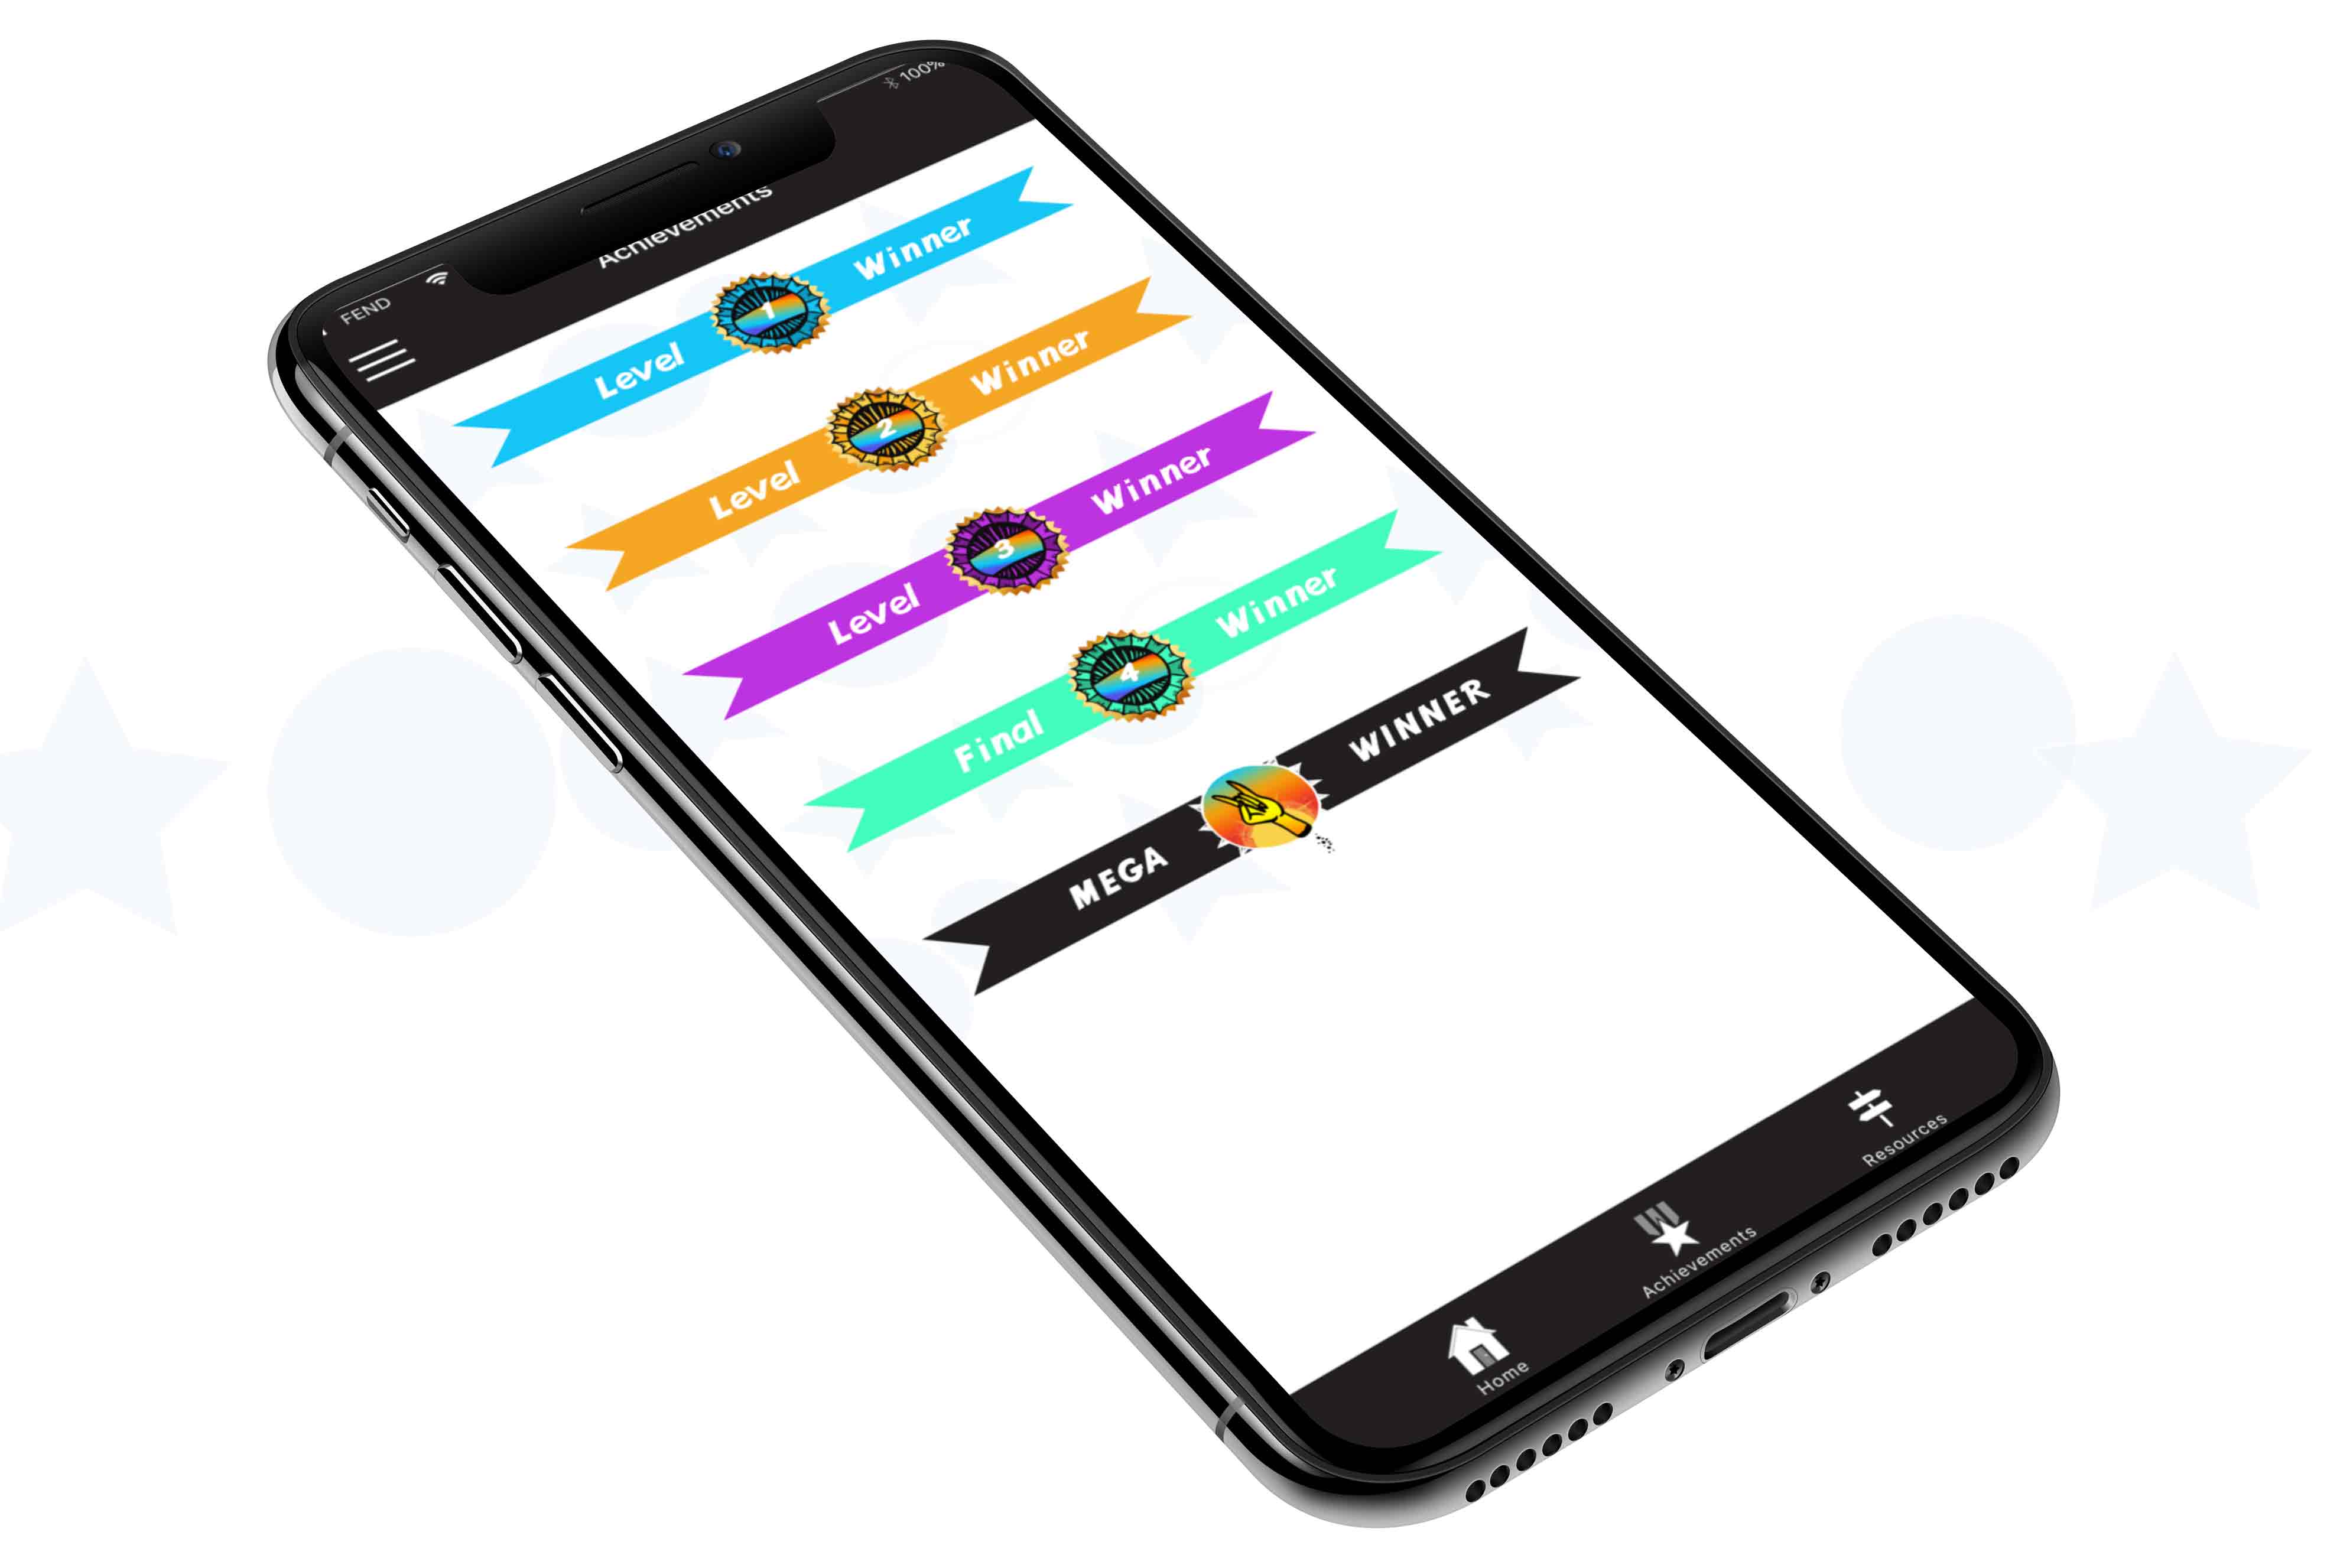 FEND
100%
Achievements
Level 1 Winner
Level 2 Winner
Level 3 Winner
Final 4 Winner
MEGA WINNER
Home
Achievements
Resources